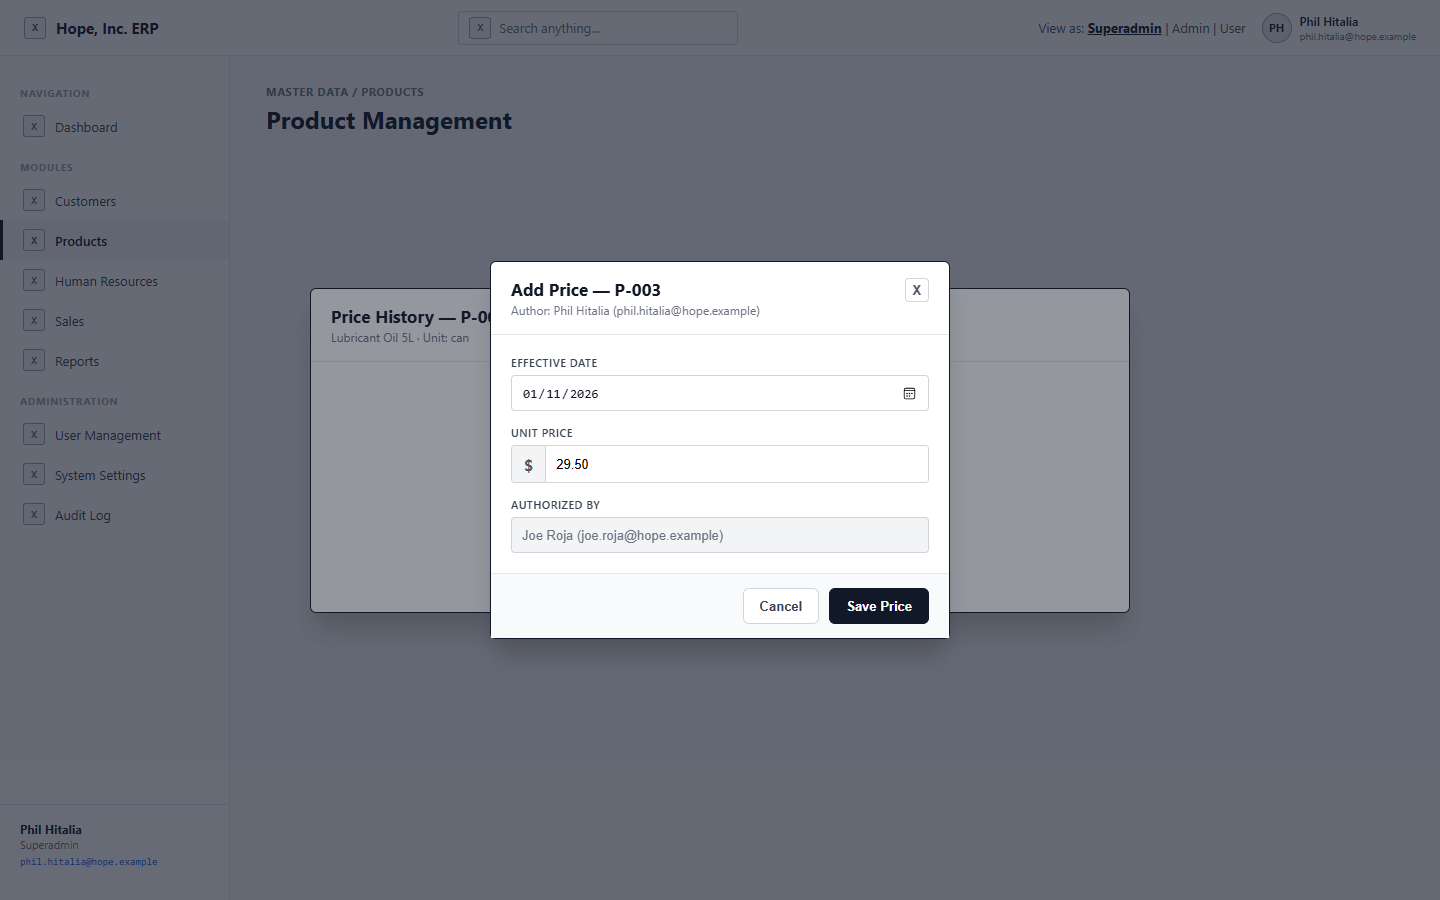 X Hope, Inc. ERP
X Search anything...
View as: Superadmin | Admin | User
PH Phil Hitalia
phil.hitalia@hope.example
NAVIGATION
X Dashboard
MODULES
X Customers
X Products
X Human Resources
X Sales
X Reports
ADMINISTRATION
X User Management
X System Settings
X Audit Log
Phil Hitalia
Superadmin
phil.hitalia@hope.example
MASTER DATA / PRODUCTS
Product Management
Price History — P-00
Lubricant Oil 5L · Unit: can
Add Price — P-003
X
Author: Phil Hitalia (phil.hitalia@hope.example)
EFFECTIVE DATE
01/11/2026
UNIT PRICE
$ 29.50
AUTHORIZED BY
Joe Roja (joe.roja@hope.example)
Cancel
Save Price